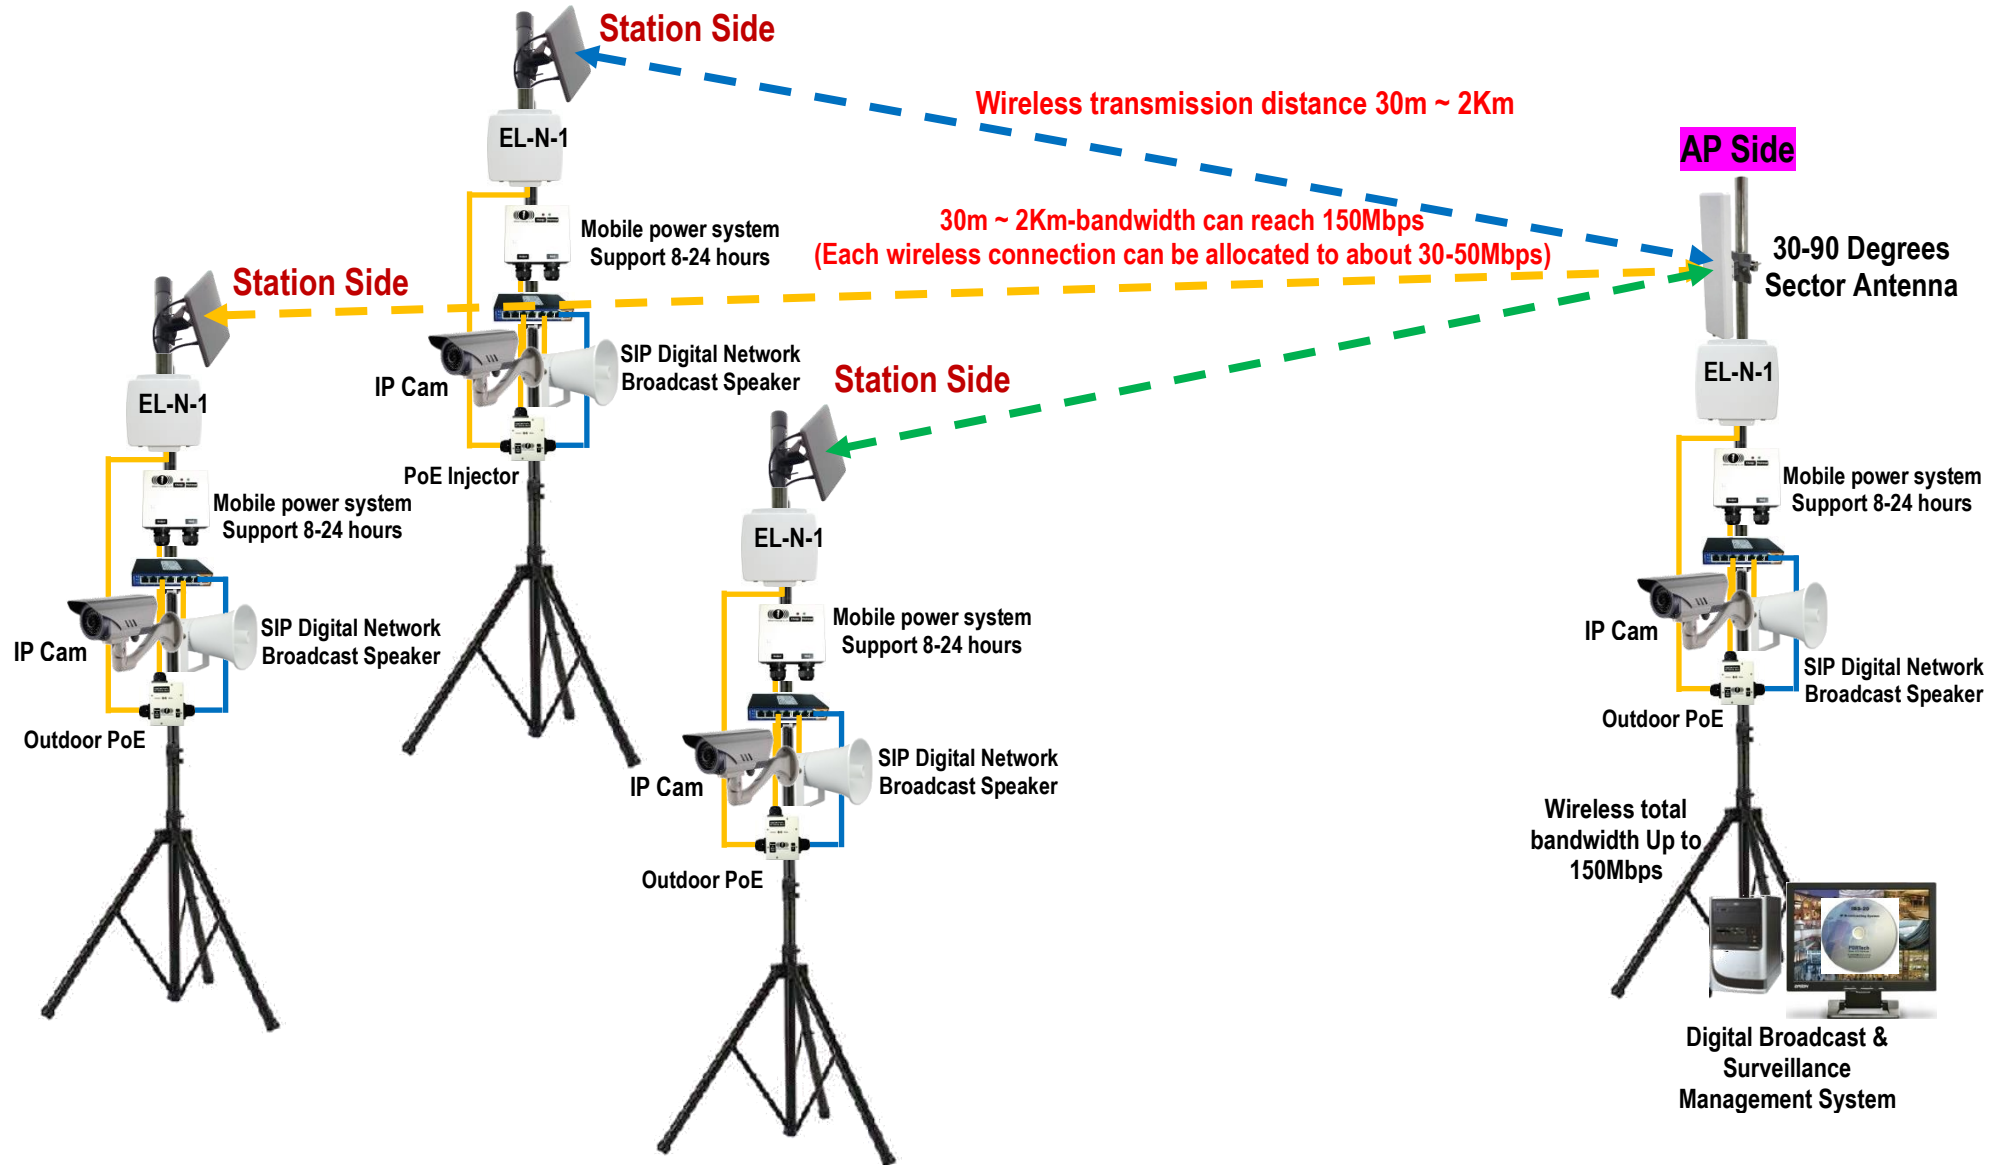 Station Side
Wireless transmission distance 30m ~ 2Km
EL-N-1
AP Side
Mobile power system
Support 8-24 hours
30m ~ 2Km-bandwidth can reach 150Mbps
(Each wireless connection can be allocated to about 30-50Mbps)
30-90 Degrees
Sector Antenna
Station Side
SIP Digital Network
Broadcast Speaker
IP Cam
PoE Injector
EL-N-1
Mobile power system
Support 8-24 hours
SIP Digital Network
Broadcast Speaker
IP Cam
Outdoor PoE
Station Side
EL-N-1
Mobile power system
Support 8-24 hours
SIP Digital Network
Broadcast Speaker
IP Cam
Outdoor PoE
EL-N-1
Mobile power system
Support 8-24 hours
IP Cam
SIP Digital Network
Broadcast Speaker
Outdoor PoE
Wireless total
bandwidth Up to
150Mbps
Digital Broadcast &
Surveillance
Management System